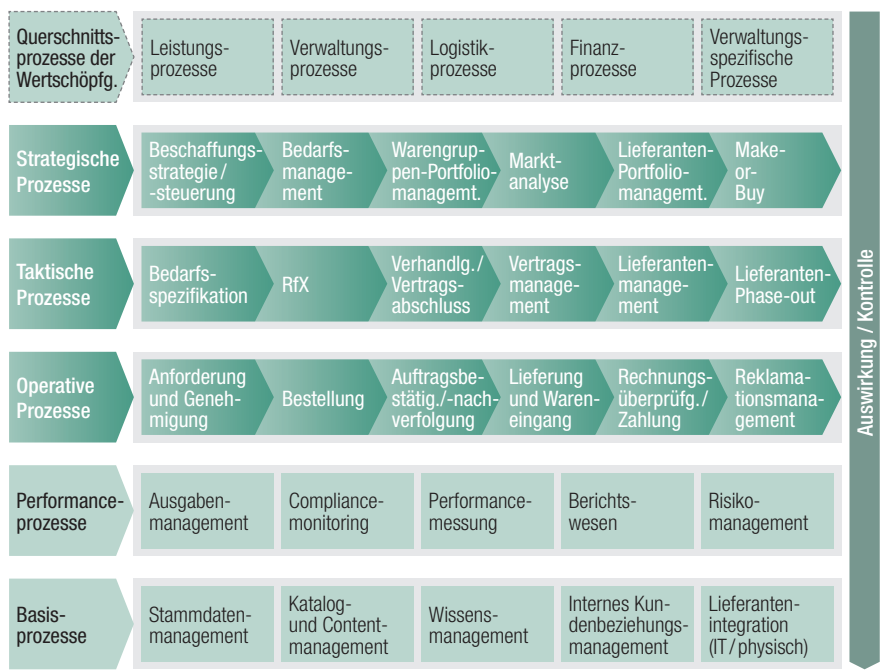 Querschnitts-
prozesse der
Wertschöpfg.
Leistungs-
prozesse
Verwaltungs-
prozesse
Logistik-
prozesse
Finanz-
prozesse
Verwaltungs-
spezifische
Prozesse
Strategische
Prozesse
Beschaffungs-
strategie /
-steuerung
Bedarfs-
manage-
ment
Warengrup-
pen-Portfolio-
managemt.
Markt-
analyse
Lieferanten-
Portfolio-
managemt.
Make-
or-
Buy
Taktische
Prozesse
Bedarfs-
spezifikation
RfX
Verhandlg. /
Vertrags-
abschluss
Vertrags-
manage-
ment
Lieferanten-
manage-
ment
Lieferanten-
Phase-out
Operative
Prozesse
Anforderung
und Geneh-
migung
Bestellung
Auftragsbe-
stätig./-nach-
verfolgung
Lieferung
und Waren-
eingang
Rechnungs-
überprüfg. /
Zahlung
Reklama-
tionsmana-
gement
Performance-
prozesse
Ausgaben-
management
Compliance-
monitoring
Performance-
messung
Berichts-
wesen
Risiko-
management
Basis-
prozesse
Stammdaten-
management
Katalog-
und Content-
management
Wissens-
management
Internes Kun-
denbeziehungs-
management
Lieferanten-
integration
(IT / physisch)
Auswirkung / Kontrolle